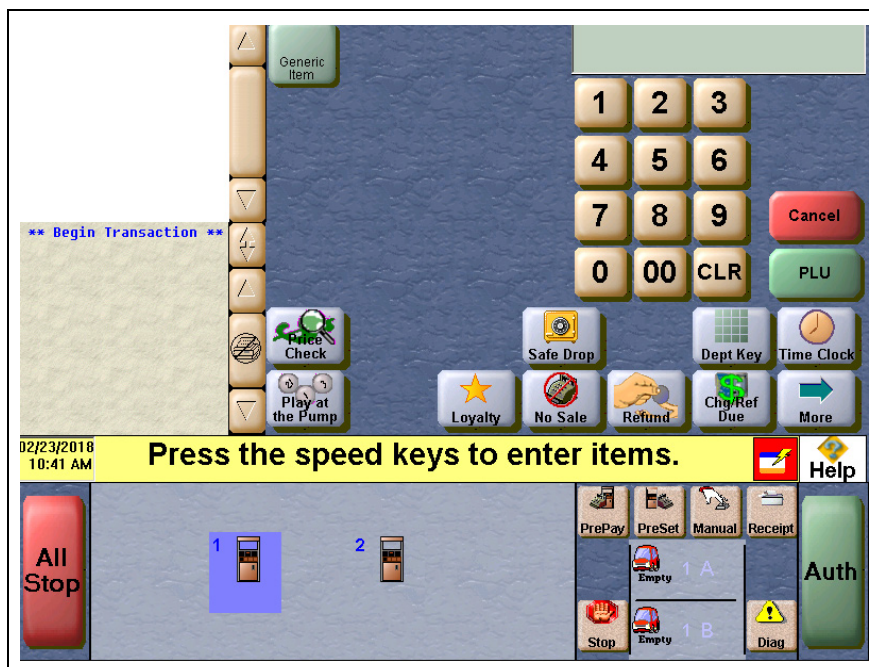 Generic
Item
1 2 3
4 5 6
7 8 9 Cancel
** Begin Transaction **
0 00 CLR PLU
Price
Check
Safe Drop
Dept Key
Time Clock
Play at
the Pump
Loyalty
No Sale
Refund
Chg/Ref
Due
More
02/23/2018
10:41 AM
Press the speed keys to enter items.
Help
All
Stop
1
2
PrePay PreSet Manual Receipt
Empty 1 A
Auth
Stop
Empty 1 B
Diag